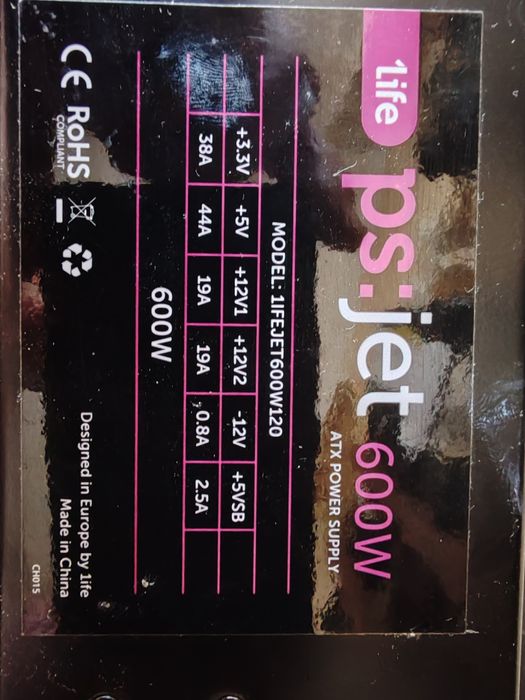 1life
ps:jet 600W
ATX POWER SUPPLY
MODEL: 1IFEJET600W120
+3.3V +5V +12V1 +12V2 -12V +5VSB
38A 44A 19A 19A 0.8A 2.5A
600W
Designed in Europe by 1life
Made in China
CE RoHS
COMPLIANT
CH015